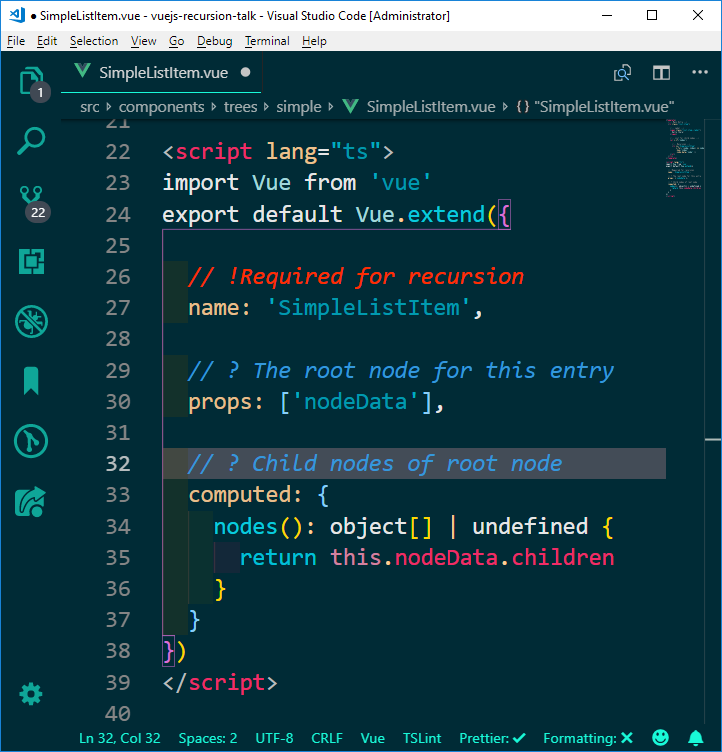 ● SimpleListItem.vue - vuejs-recursion-talk - Visual Studio Code [Administrator]
File Edit Selection View Go Debug Terminal Help
SimpleListItem.vue ●
src › components › trees › simple › SimpleListItem.vue › {} "SimpleListItem.vue"
1
22
21
22 <script lang="ts">
23 import Vue from 'vue'
24 export default Vue.extend({
25
26 // !Required for recursion
27 name: 'SimpleListItem',
28
29 // ? The root node for this entry
30 props: ['nodeData'],
31
32 // ? Child nodes of root node
33 computed: {
34 nodes(): object[] | undefined {
35 return this.nodeData.children
36 }
37 }
38 })
39 </script>
40
Ln 32, Col 32 Spaces: 2 UTF-8 CRLF Vue TSLint Prettier: ✔ Formatting: ✖